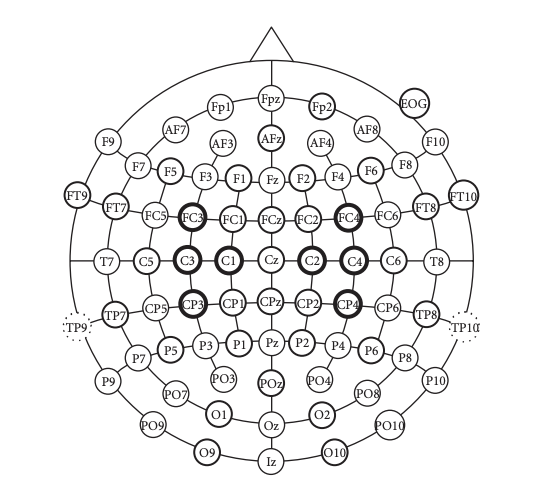 Fp1 Fpz Fp2 EOG
AF7 AF3 AFz AF4 AF8
F9 F7 F5 F3 F1 Fz F2 F4 F6 F8 F10
FT9 FT7 FC5 FC3 FC1 FCz FC2 FC4 FC6 FT8 FT10
T7 C5 C3 C1 Cz C2 C4 C6 T8
TP9 TP7 CP5 CP3 CP1 CPz CP2 CP4 CP6 TP8 TP10
P9 P7 P5 P3 P1 Pz P2 P4 P6 P8 P10
PO9 PO7 PO3 POz PO4 PO8 PO10
O1 Oz O2
O9 Iz O10